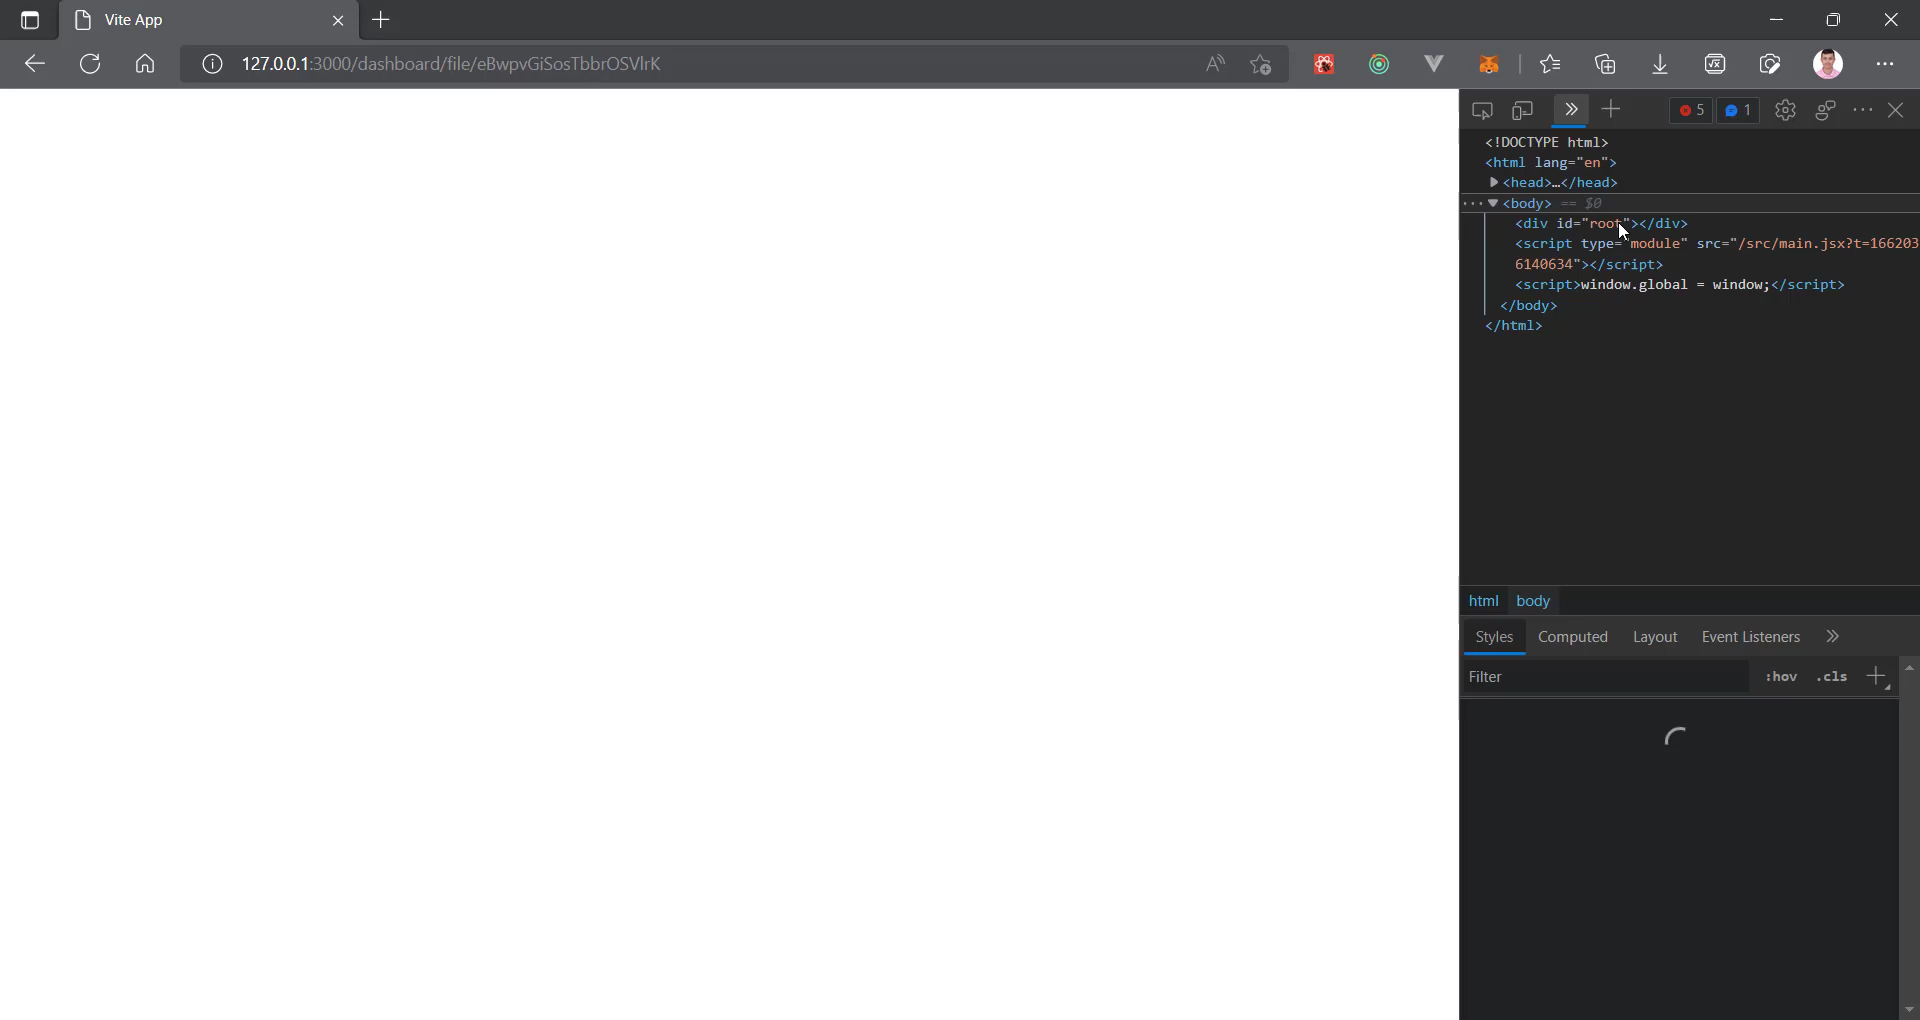 Vite App
127.0.0.1:3000/dashboard/file/eBwpvGiSosTbbrOSVlrK
5 1
<!DOCTYPE html>
<html lang="en">
<head>…</head>
<body> == $0
<div id="root"></div>
<script type="module" src="/src/main.jsx?t=166203
6140634"></script>
<script>window.global = window;</script>
</body>
</html>
html body
Styles Computed Layout Event Listeners
Filter :hov .cls